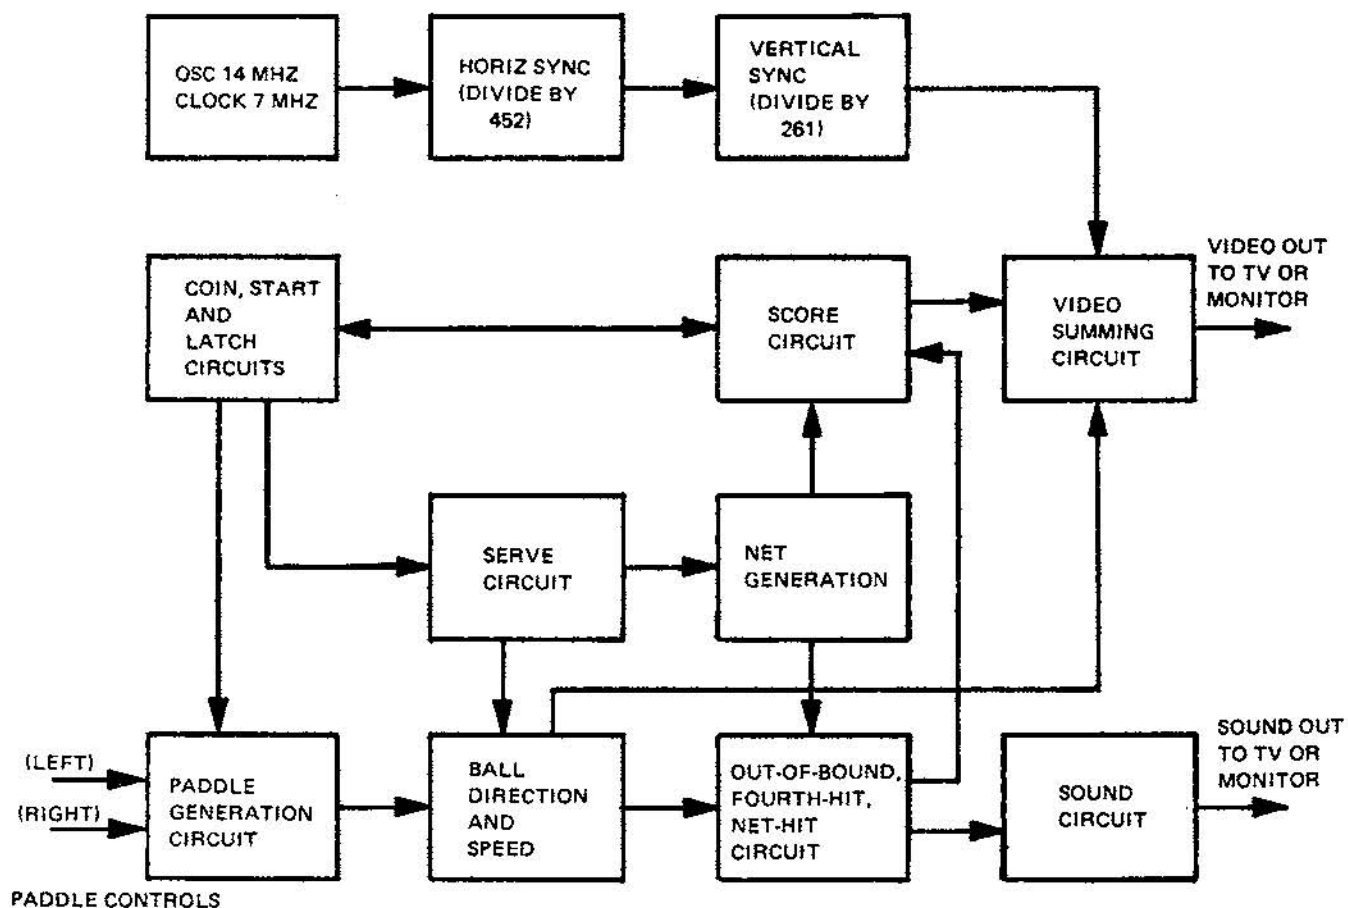 OSC 14 MHZ
CLOCK 7 MHZ
HORIZ SYNC
(DIVIDE BY
452)
VERTICAL
SYNC
(DIVIDE BY
261)
COIN, START
AND
LATCH
CIRCUITS
SCORE
CIRCUIT
VIDEO
SUMMING
CIRCUIT
VIDEO OUT
TO TV OR
MONITOR
SERVE
CIRCUIT
NET
GENERATION
(LEFT)
(RIGHT)
PADDLE
GENERATION
CIRCUIT
BALL
DIRECTION
AND
SPEED
OUT-OF-BOUND,
FOURTH-HIT,
NET-HIT
CIRCUIT
SOUND
CIRCUIT
SOUND OUT
TO TV OR
MONITOR
PADDLE CONTROLS